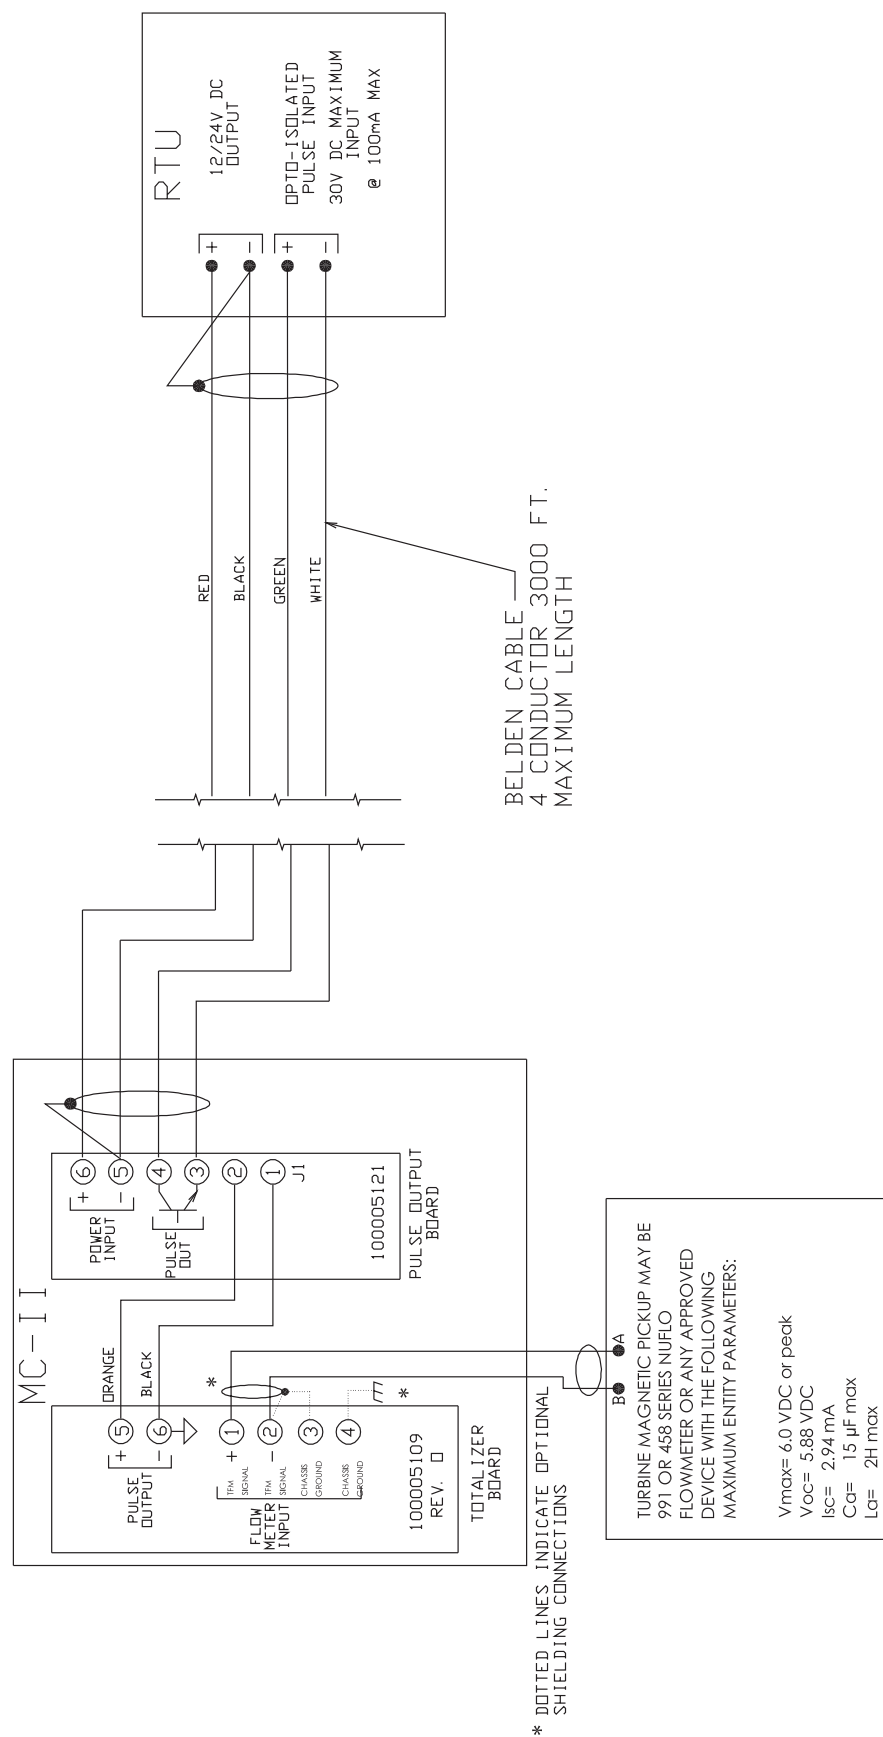 MC-II
PULSE
OUTPUT
+
-
5
6
ORANGE
BLACK
FLOW
METER
INPUT
TFM
SIGNAL
TFM
SIGNAL
CHASSIS
GROUND
CHASSIS
GROUND
+
-
1
2
3
4
*
*
100005109
REV. 0
TOTALIZER
BOARD
POWER
INPUT
+
-
PULSE
OUT
6
5
4
3
2
1
J1
100005121
PULSE OUTPUT
BOARD
RED
BLACK
GREEN
WHITE
BELDEN CABLE
4 CONDUCTOR 3000 FT.
MAXIMUM LENGTH
RTU
12/24V DC
OUTPUT
OPTO-ISOLATED
PULSE INPUT
30V DC MAXIMUM
INPUT
@ 100mA MAX
+
-
+
-
* DOTTED LINES INDICATE OPTIONAL
SHIELDING CONNECTIONS
B
A
TURBINE MAGNETIC PICKUP MAY BE
991 OR 458 SERIES NUFLO
FLOWMETER OR ANY APPROVED
DEVICE WITH THE FOLLOWING
MAXIMUM ENTITY PARAMETERS:
Vmax= 6.0 VDC or peak
Voc= 5.88 VDC
Isc= 2.94 mA
Ca= 15 µF max
La= 2H max